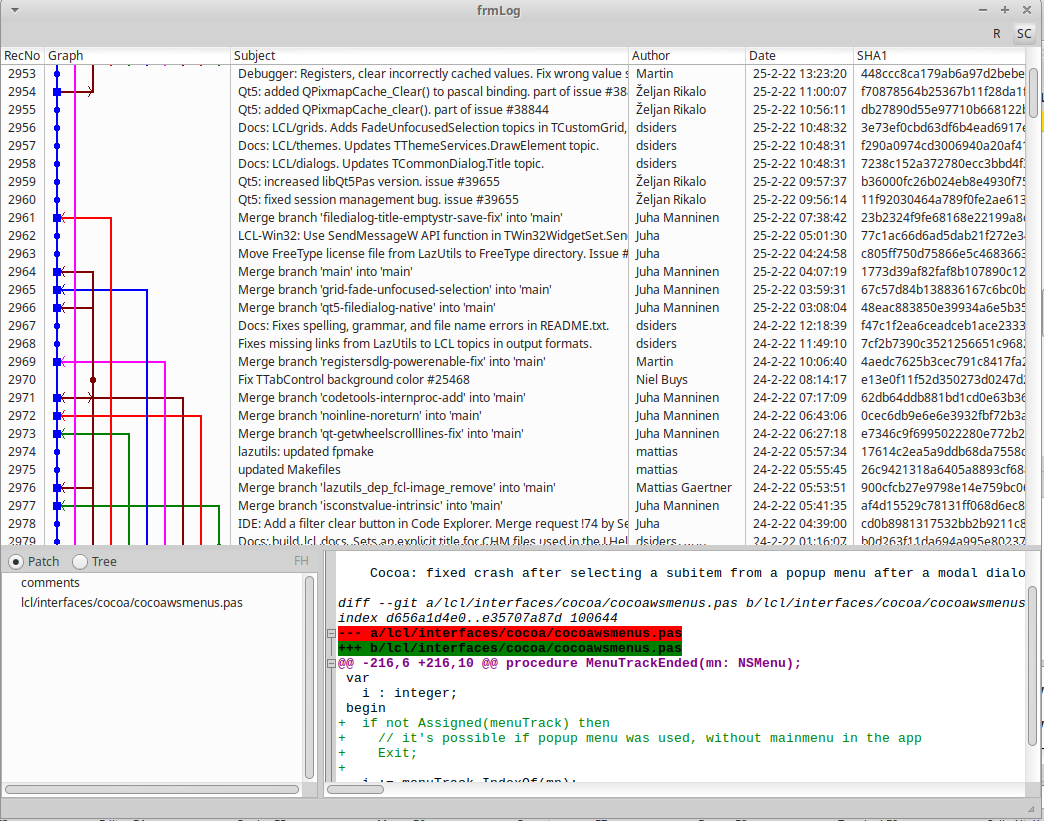 frmLog
R SC
RecNo Graph Subject Author Date SHA1
2953 Debugger: Registers, clear incorrectly cached values. Fix wrong value s Martin 25-2-22 13:23:20 448ccc8ca179ab6a97d2bebe
2954 Qt5: added QPixmapCache_Clear() to pascal binding. part of issue #38 Željan Rikalo 25-2-22 11:00:07 f70878564b25367b11f28da1f
2955 Qt5: added QPixmapCache_Clear(). part of issue #38844 Željan Rikalo 25-2-22 10:56:11 db27890d55e97710b668122b
2956 Docs: LCL/grids. Adds FadeUnfocusedSelection topics in TCustomGrid, dsiders 25-2-22 10:48:32 3e73ef0cbd63df6b4ead6917e
2957 Docs: LCL/themes. Updates TThemeServices.DrawElement topic. dsiders 25-2-22 10:48:31 f290a0974cd3006940a20af41
2958 Docs: LCL/dialogs. Updates TCommonDialog.Title topic. dsiders 25-2-22 10:48:31 7238c152a372780ecc3bbd4f
2959 Qt5: increased libQt5Pas version. issue #39655 Željan Rikalo 25-2-22 09:57:37 b36000fc26b024eb8e4930f75
2960 Qt5: fixed session management bug. issue #39655 Željan Rikalo 25-2-22 09:56:14 11f92030464a789f0fe2ae613
2961 Merge branch 'filedialog-title-emptystr-save-fix' into 'main' Juha Manninen 25-2-22 07:38:42 23b2324f9fe68168e22199a8
2962 LCL-Win32: Use SendMessageW API function in TWin32WidgetSet.Sen Juha 25-2-22 05:01:30 77c1ac66d6ad5dab21f272e3
2963 Move FreeType license file from LazUtils to FreeType directory. Issue # Juha 25-2-22 04:24:58 c805ff750d75866e5c4683663
2964 Merge branch 'main' into 'main' Juha Manninen 25-2-22 04:07:19 1773d39af82faf8b107890c12
2965 Merge branch 'grid-fade-unfocused-selection' into 'main' Juha Manninen 25-2-22 03:59:31 67c57d84b138836167c6bc0b
2966 Merge branch 'qt5-filedialog-native' into 'main' Juha Manninen 25-2-22 03:08:04 48eac883850e39934a6e5b35
2967 Docs: Fixes spelling, grammar, and file name errors in README.txt. dsiders 24-2-22 12:18:39 f47c1f2ea6ceadceb1ace2333
2968 Fixes missing links from LazUtils to LCL topics in output formats. dsiders 24-2-22 11:49:10 7cf2b7390c3521256651c968
2969 Merge branch 'registersdlg-powerenable-fix' into 'main' Martin 24-2-22 10:06:40 4aedc7625b3cec791c8417fa
2970 Fix TTabControl background color #25468 Niel Buys 24-2-22 08:14:17 e13e0f11f52d350273d0247d
2971 Merge branch 'codetools-internproc-add' into 'main' Juha Manninen 24-2-22 07:17:09 62db64ddb881bd1cd0e63b36
2972 Merge branch 'noinline-noreturn' into 'main' Juha Manninen 24-2-22 06:43:06 0cec6db9e6e6e3932fbf72b3a
2973 Merge branch 'qt-getwheelscrolllines-fix' into 'main' Juha Manninen 24-2-22 06:27:18 e7346c9f6995022280e772b2
2974 lazutils: updated fpmake mattias 24-2-22 05:57:34 17614c2ea5a9ddb68da7558c
2975 updated Makefiles mattias 24-2-22 05:55:45 26c9421318a6405a8893cf68
2976 Merge branch 'lazutils_dep_fcl-image_remove' into 'main' Mattias Gaertner 24-2-22 05:53:51 900cfcb27e9798e14e759bc0
2977 Merge branch 'isconstvalue-intrinsic' into 'main' Juha Manninen 24-2-22 05:41:35 af4d15529c78131ff068d6ec8
2978 IDE: Add a filter clear button in Code Explorer. Merge request !74 by Se Juha 24-2-22 04:39:00 cd0b8981317532bb2b9211c8
2979 Docs: build_lcl_docs. Sets an explicit title for CHM files used in the LHel dsiders 24-2-22 01:16:07 b0d263f11da694a995e80237
Patch Tree FH
comments
lcl/interfaces/cocoa/cocoawsmenus.pas
Cocoa: fixed crash after selecting a subitem from a popup menu after a modal dialo
diff --git a/lcl/interfaces/cocoa/cocoawsmenus.pas b/lcl/interfaces/cocoa/cocoawsmenus
index d656a1d4e0..e35707a87d 100644
--- a/lcl/interfaces/cocoa/cocoawsmenus.pas
+++ b/lcl/interfaces/cocoa/cocoawsmenus.pas
@@ -216,6 +216,10 @@ procedure MenuTrackEnded(mn: NSMenu);
var
i : integer;
begin
+ if not Assigned(menuTrack) then
+ // it's possible if popup menu was used, without mainmenu in the app
+ Exit;
+
i := menuTrack.IndexOf(mn);